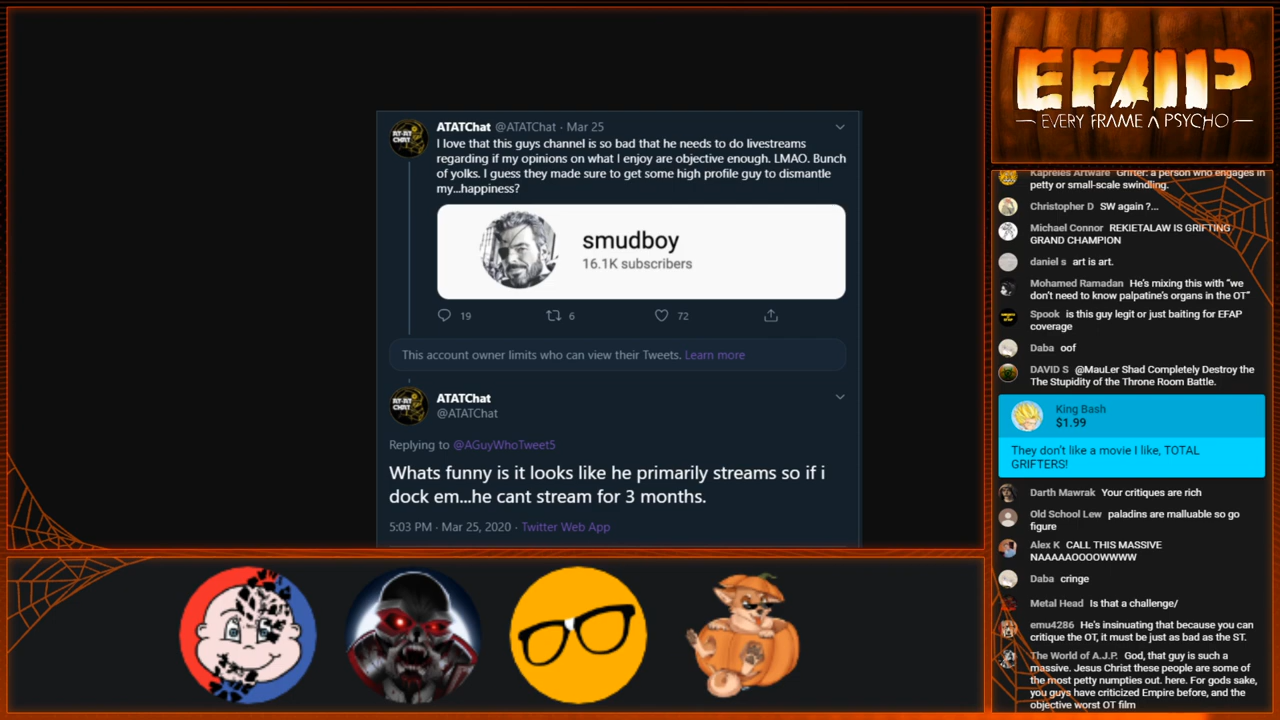 ATATChat @ATATChat · Mar 25
I love that this guys channel is so bad that he needs to do livestreams
regarding if my opinions on what I enjoy are objective enough. LMAO. Bunch
of yolks. I guess they made sure to get some high profile guy to dismantle
my...happiness?
smudboy
16.1K subscribers
19 6 72
This account owner limits who can view their Tweets. Learn more
ATATChat
@ATATChat
Replying to @AGuyWhoTweet5
Whats funny is it looks like he primarily streams so if i
dock em...he cant stream for 3 months.
5:03 PM · Mar 25, 2020 · Twitter Web App
EFAP
EVERY FRAME A PSYCHO
Kapreles Artware Grifter: a person who engages in
petty or small-scale swindling.
Christopher D SW again ?...
Michael Connor REKIETALAW IS GRIFTING
GRAND CHAMPION
daniel s art is art.
Mohamed Ramadan He's mixing this with "we
don't need to know palpatine's organs in the OT"
Spook is this guy legit or just baiting for EFAP
coverage
Daba oof
DAVID S @MauLer Shad Completely Destroy the
The Stupidity of the Throne Room Battle.
King Bash
$1.99
They don't like a movie I like, TOTAL
GRIFTERS!
Darth Mawrak Your critiques are rich
Old School Lew paladins are malluable so go
figure
Alex K CALL THIS MASSIVE
NAAAAAOOOOWWWW
Daba cringe
Metal Head Is that a challenge/
emu4286 He's insinuating that because you can
critique the OT, it must be just as bad as the ST.
The World of A.J.P. God, that guy is such a
massive. Jesus Christ these people are some of
the most petty numpties out. here. For gods sake,
you guys have criticized Empire before, and the
objective worst OT film